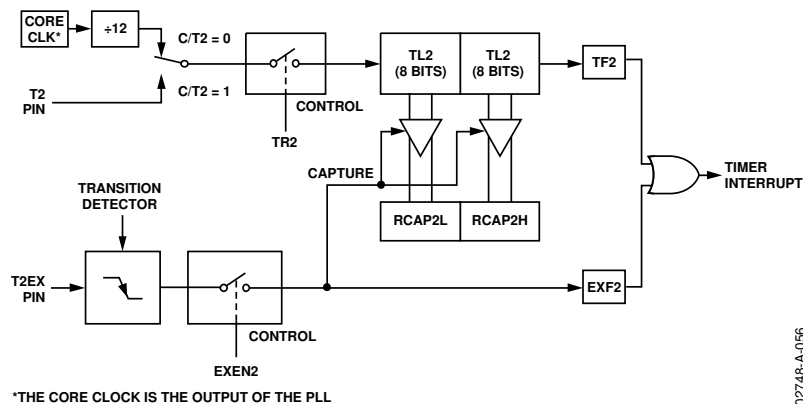 CORE
CLK*
÷12
C/T2 = 0
T2
PIN
C/T2 = 1
CONTROL
TR2
TL2
(8 BITS)
TL2
(8 BITS)
TF2
CAPTURE
TIMER
INTERRUPT
TRANSITION
DETECTOR
RCAP2L
RCAP2H
T2EX
PIN
CONTROL
EXEN2
EXF2
*THE CORE CLOCK IS THE OUTPUT OF THE PLL
02748-A-056